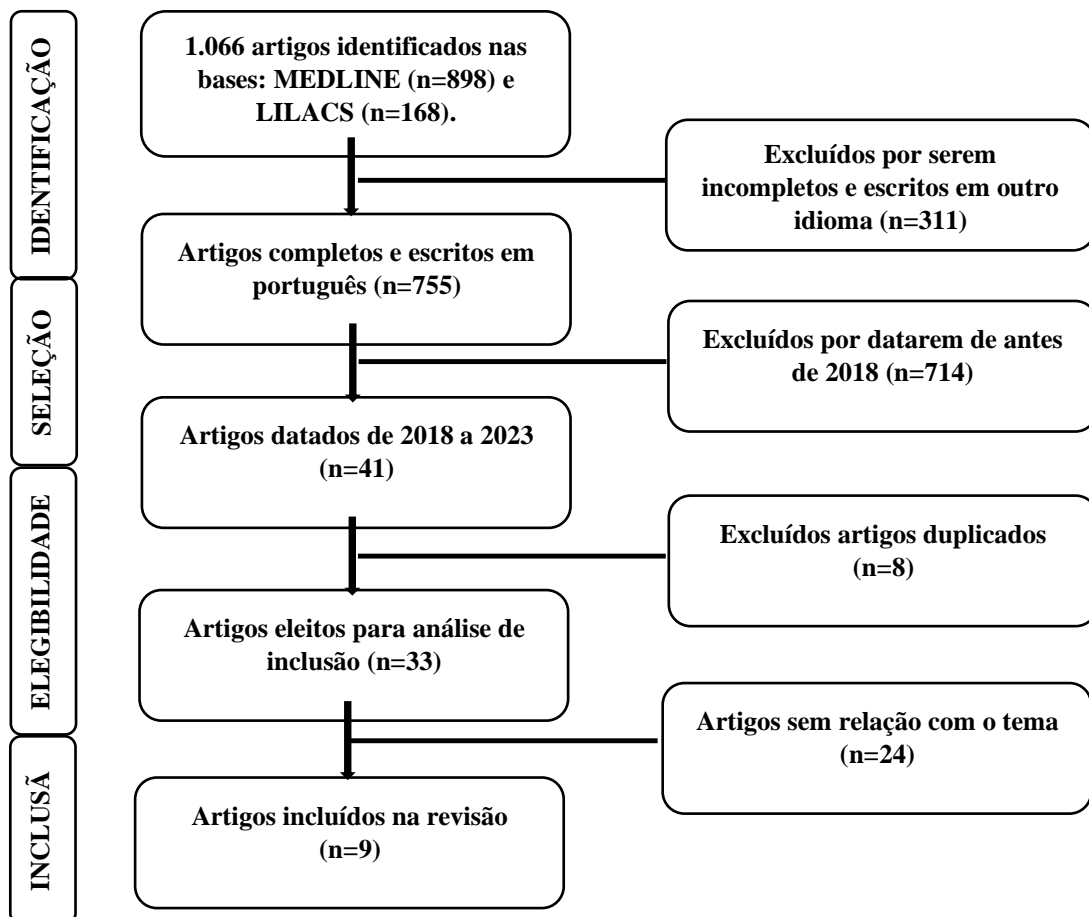 IDENTIFICAÇÃO
1.066 artigos identificados nas
bases: MEDLINE (n=898) e
LILACS (n=168).
Excluídos por serem
incompletos e escritos em outro
idioma (n=311)
Artigos completos e escritos em
português (n=755)
SELEÇÃO
Excluídos por datarem de antes
de 2018 (n=714)
Artigos datados de 2018 a 2023
(n=41)
ELEGIBILIDADE
Excluídos artigos duplicados
(n=8)
Artigos eleitos para análise de
inclusão (n=33)
Artigos sem relação com o tema
(n=24)
INCLUSÃ
Artigos incluídos na revisão
(n=9)